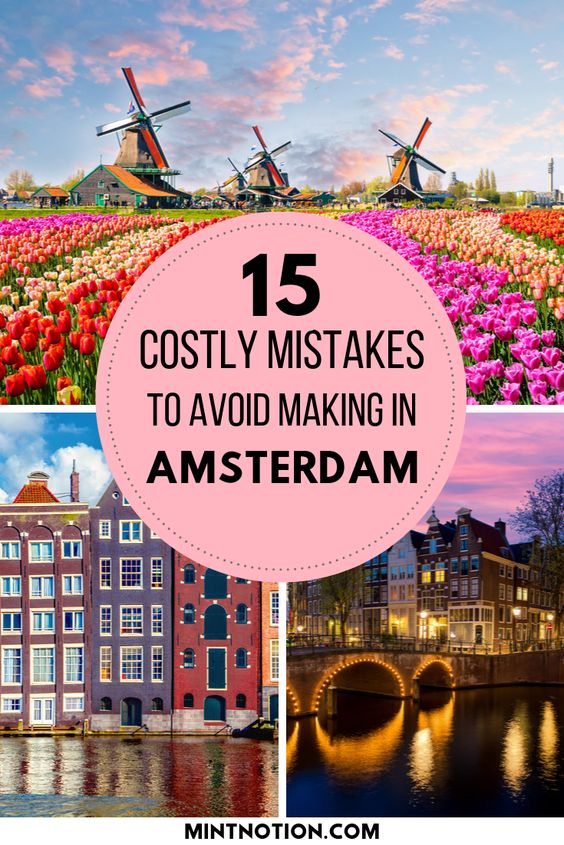 15
COSTLY MISTAKES
TO AVOID MAKING IN
AMSTERDAM
MINTNOTION.COM